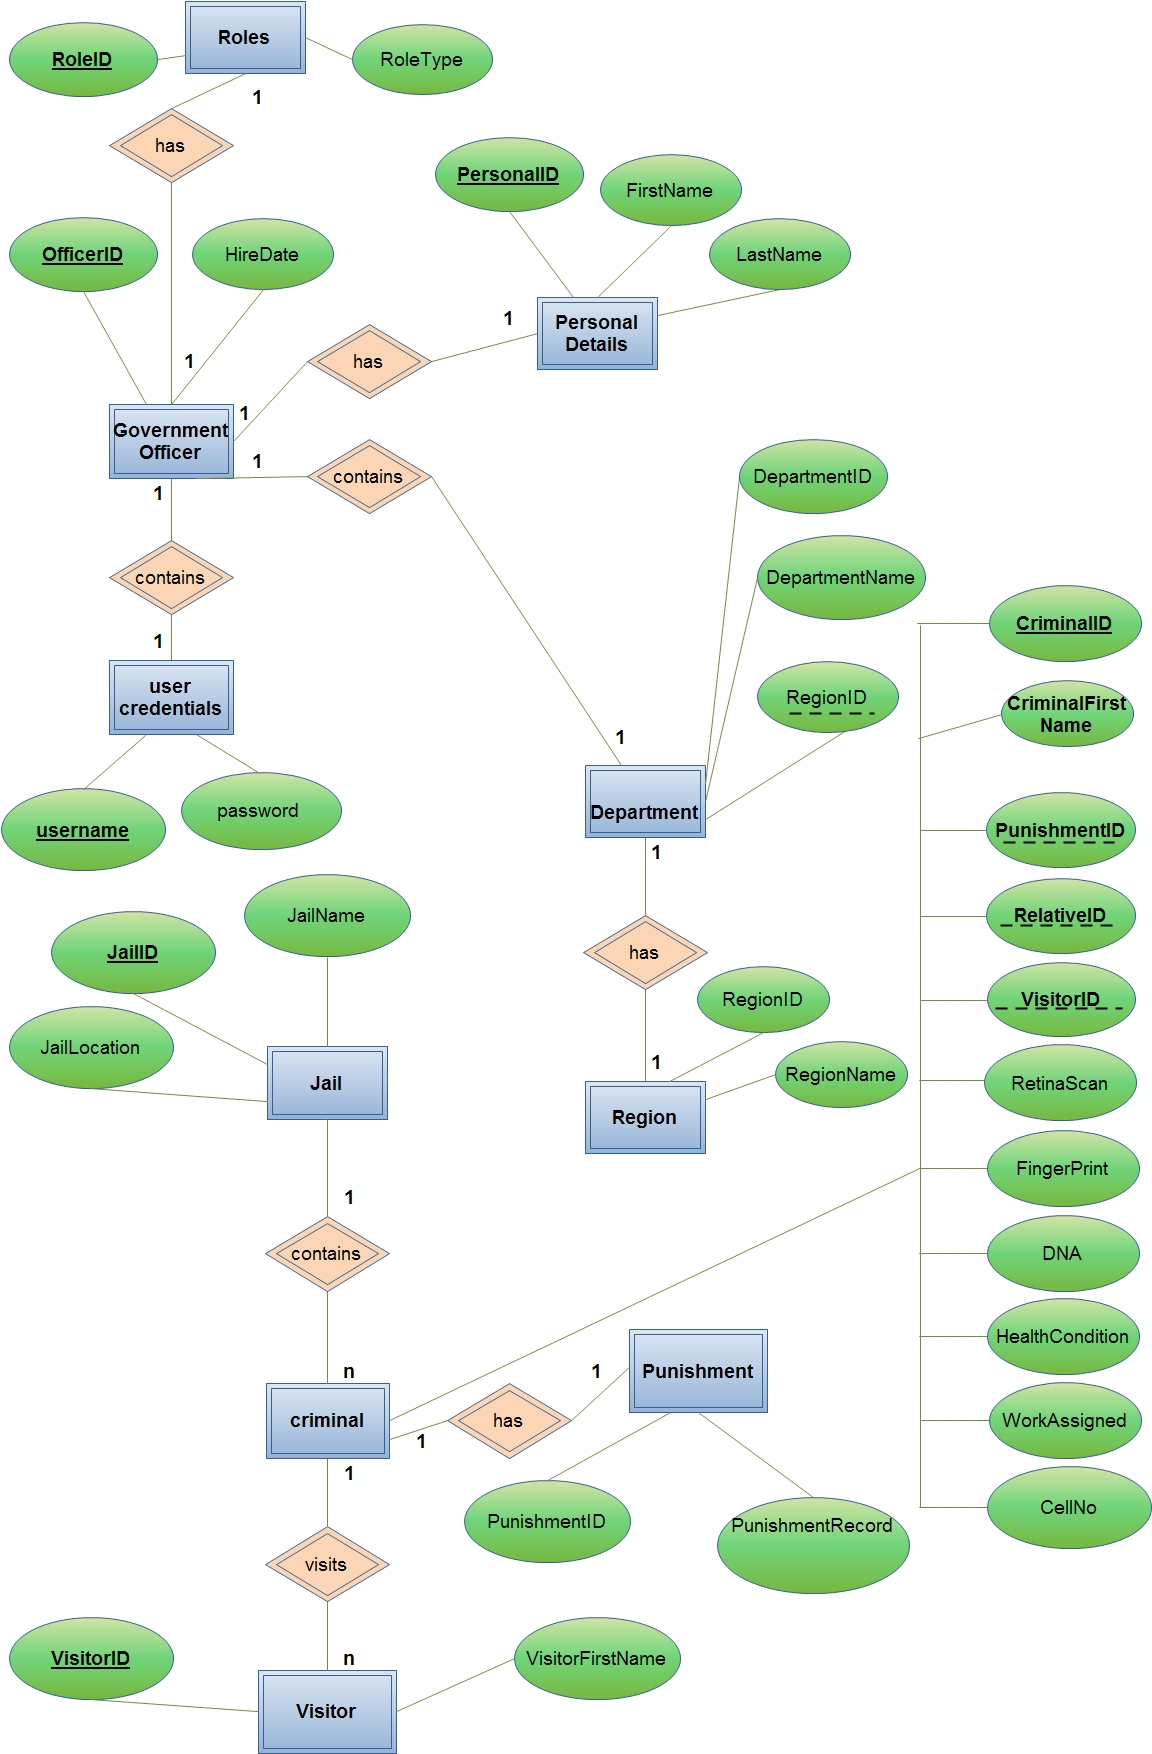 Roles
RoleID
RoleType
1
has
PersonalID
FirstName
OfficerID
HireDate
LastName
1
Personal
Details
1
has
1
Government
Officer
1
contains
DepartmentID
1
contains
DepartmentName
CriminalID
1
user
credentials
RegionID
CriminalFirst
Name
1
username
password
Department
PunishmentID
1
JailName
RelativeID
JailID
has
RegionID
VisitorID
JailLocation
1
RegionName
Jail
RetinaScan
Region
FingerPrint
1
contains
DNA
HealthCondition
n
1
Punishment
criminal
has
WorkAssigned
1
1
CellNo
PunishmentID
PunishmentRecord
visits
VisitorID
n
VisitorFirstName
Visitor